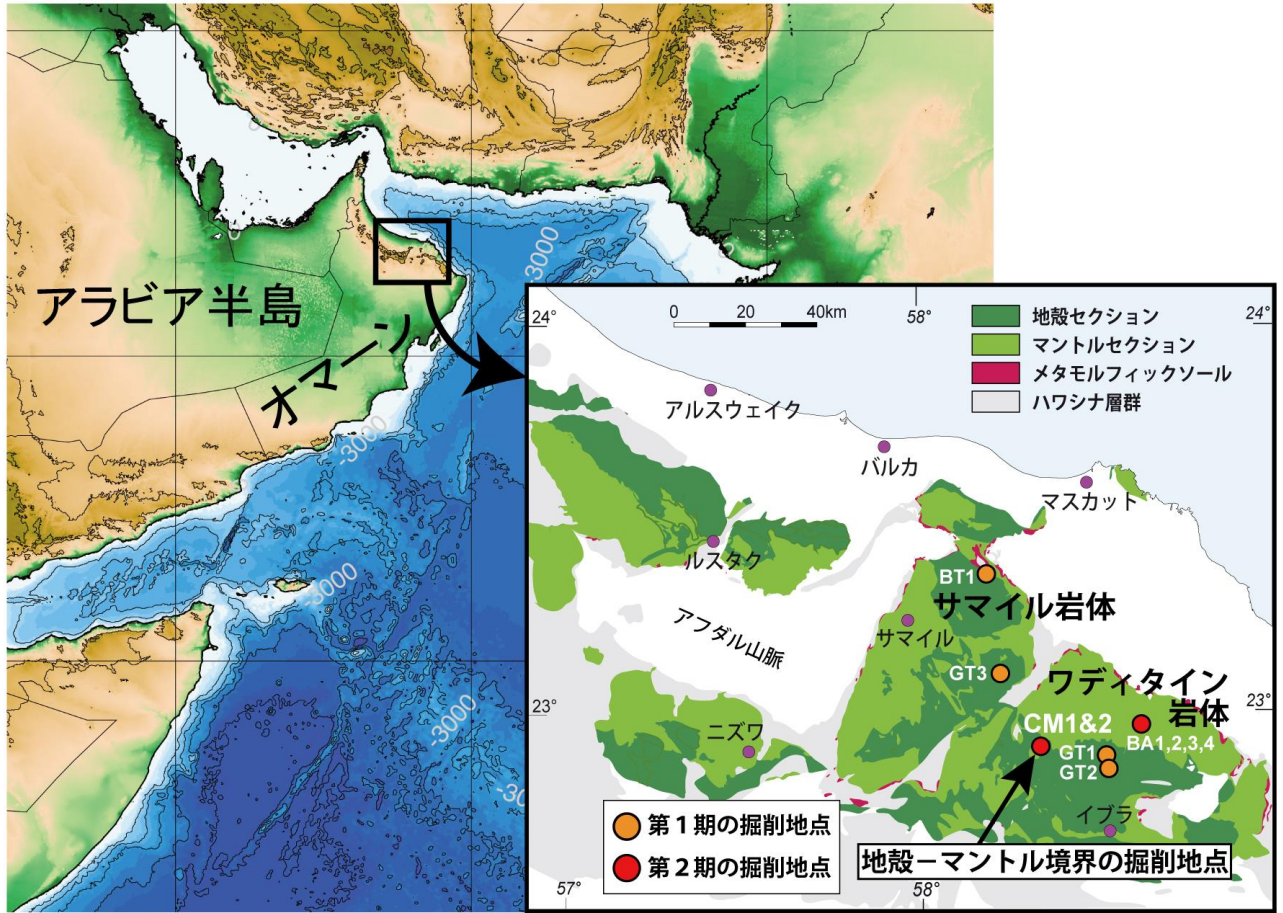 アラビア半島
オマーン
-3000
-3000
-3000
-3000
0
20
40km
24°
58°
24°
地殻セクション
マントルセクション
メタモルフィックソール
ハワシナ層群
アルスウェイク
バルカ
マスカット
ルスタク
BT1
サマイル岩体
アフダル山脈
サマイル
GT3
ワディタイン
岩体
23°
23°
CM1&2
ニズワ
BA1,2,3,4
GT1
GT2
イブラ
第1期の掘削地点
第2期の掘削地点
地殻－マントル境界の掘削地点
57°
58°